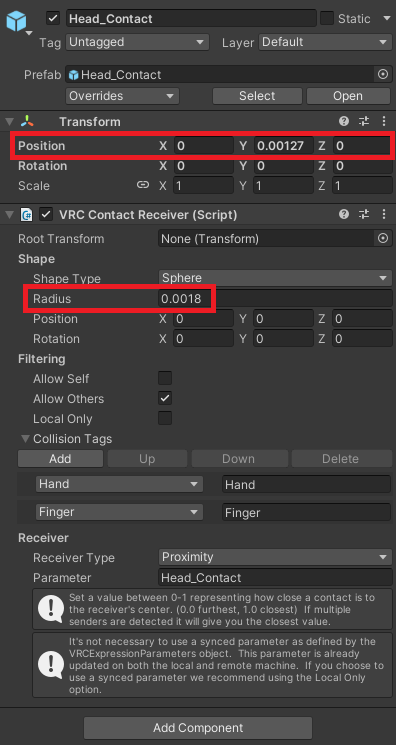 Head_Contact Static
Tag Untagged Layer Default
Prefab Head_Contact
Overrides Select Open
Transform
Position X 0 Y 0.00127 Z 0
Rotation X 0 Y 0 Z 0
Scale X 1 Y 1 Z 1
VRC Contact Receiver (Script)
Root Transform None (Transform)
Shape
Shape Type Sphere
Radius 0.0018
Position X 0 Y 0 Z 0
Rotation X 0 Y 0 Z 0
Filtering
Allow Self
Allow Others
Local Only
Collision Tags
Add Up Down Delete
Hand Hand
Finger Finger
Receiver
Receiver Type Proximity
Parameter Head_Contact
Set a value between 0-1 representing how close a contact is to
the receiver's center. (0.0 furthest, 1.0 closest)  If multiple
senders are detected it will give you the closest value.
It's not necessary to use a synced parameter as defined by the
VRCExpressionParameters object.  This parameter is already
updated on both the local and remote machine.  If you choose to
use a synced parameter we recommend using the Local Only
option.
Add Component